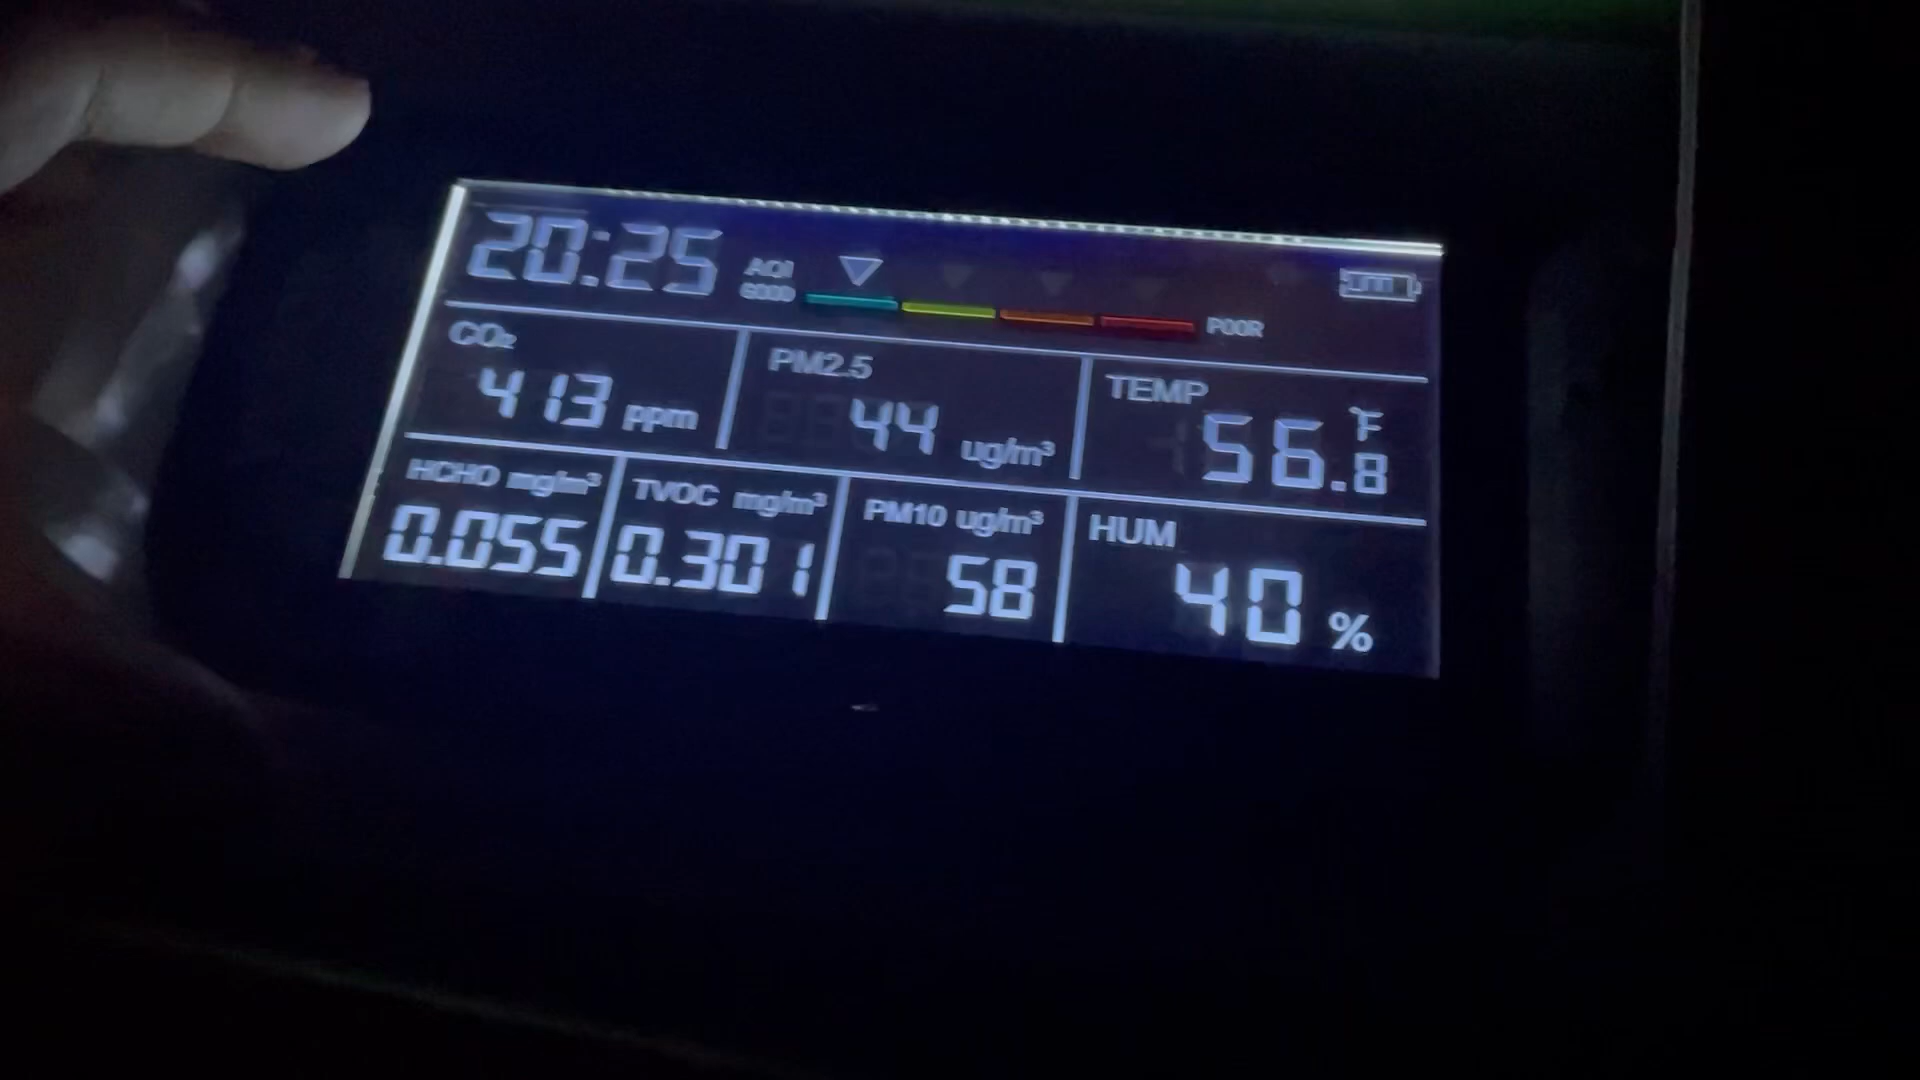 20:25 AQI GOOD POOR
CO₂ PM2.5 TEMP
413 ppm 44 ug/m³ 56.8 °F
HCHO mg/m³ TVOC mg/m³ PM10 ug/m³ HUM
0.055 0.301 58 40 %